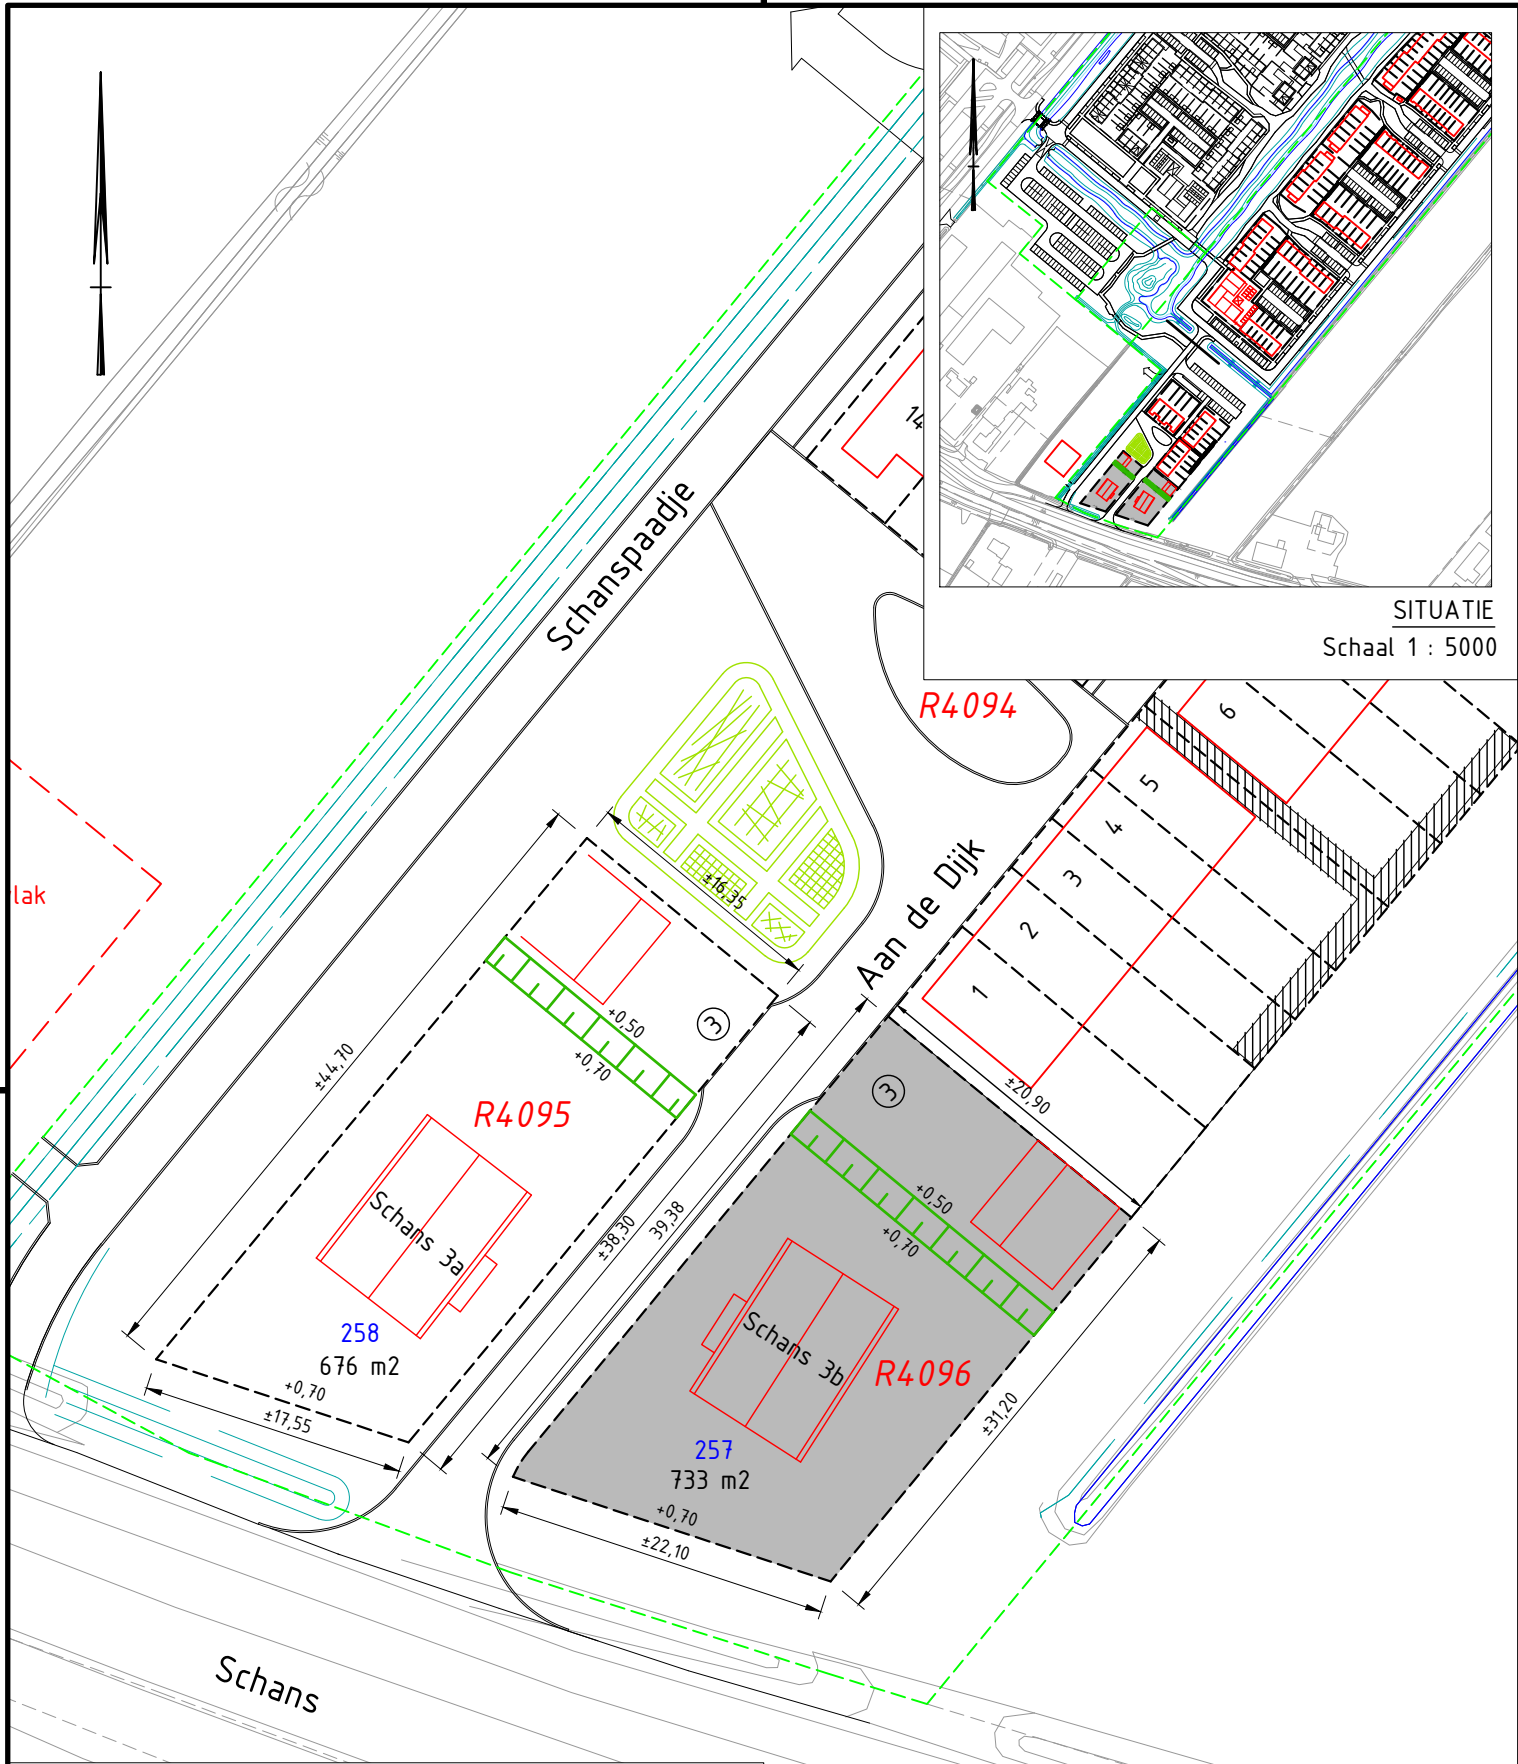 SITUATIE
Schaal 1 : 5000
14
Schanspaadje
R4094
6
5
4
3
2
1
Aan de Dijk
lak
±16,35
3
+0,50
+0,70
±44,70
R4095
Schans 3a
258
676 m2
+0,70
±17,55
±38,30
39,38
3
±20,90
+0,50
+0,70
Schans 3b
R4096
257
733 m2
+0,70
±22,10
±31,20
Schans